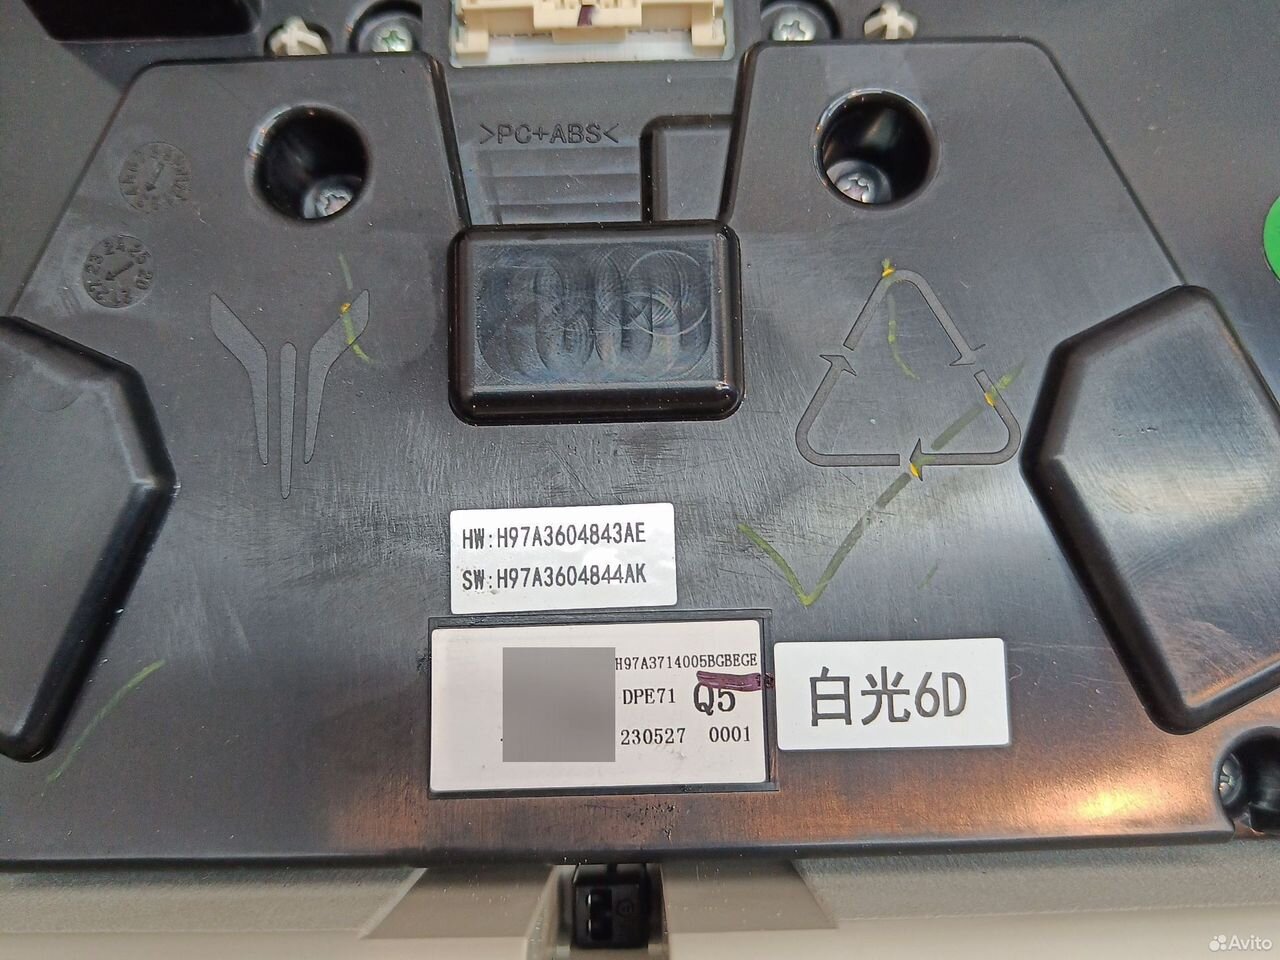 >PC+ABS<
HW:H97A3604843AE
SW:H97A3604844AK
H97A3714005BGBEGE
DPE71 Q5
230527 0001
白光6D
Avito